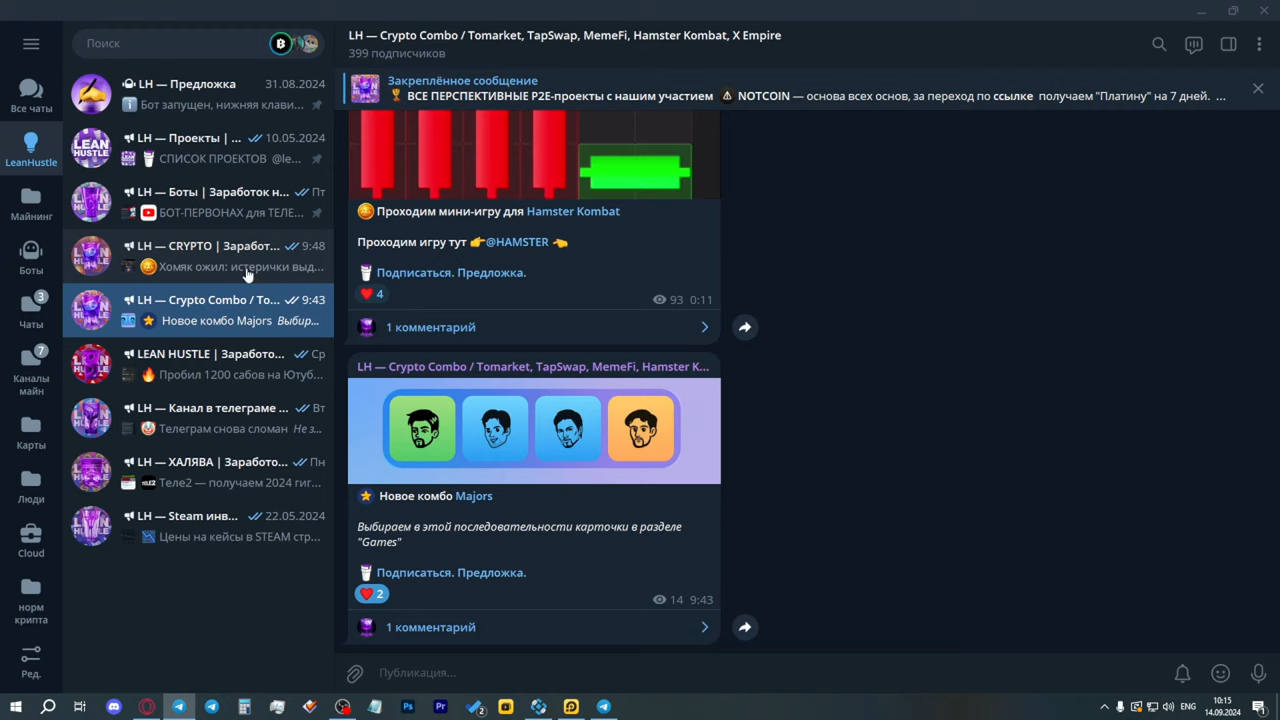 Поиск
LH — Crypto Combo / Tomarket, TapSwap, MemeFi, Hamster Kombat, X Empire
399 подписчиков
Закреплённое сообщение
ВСЕ ПЕРСПЕКТИВНЫЕ P2E-проекты с нашим участием NOTCOIN — основа всех основ, за переход по ссылке получаем "Платину" на 7 дней. ...
Все чаты
LeanHustle
Майнинг
Боты
3
Чаты
7
Каналы майн
Карты
Люди
Cloud
норм крипта
Ред.
LH — Предложка 31.08.2024
Бот запущен, нижняя клави...
LH — Проекты | ... 10.05.2024
СПИСОК ПРОЕКТОВ @le...
LH — Боты | Заработок н... Пт
БОТ-ПЕРВОНАХ для ТЕЛЕ...
LH — CRYPTO | Заработ... 9:48
Хомяк ожил: истерички выд...
LH — Crypto Combo / To... 9:43
Новое комбо Majors Выбир...
LEAN HUSTLE | Заработо... Ср
Пробил 1200 сабов на Ютуб...
LH — Канал в телеграме ... Вт
Телеграм снова сломан Не з...
LH — ХАЛЯВА | Заработо... Пн
Теле2 — получаем 2024 гиг...
LH — Steam инв... 22.05.2024
Цены на кейсы в STEAM стр...
Проходим мини-игру для Hamster Kombat
Проходим игру тут 👉@HAMSTER 👈
Подписаться. Предложка.
4
93 0:11
1 комментарий
LH — Crypto Combo / Tomarket, TapSwap, MemeFi, Hamster K...
Новое комбо Majors
Выбираем в этой последовательности карточки в разделе
"Games"
Подписаться. Предложка.
2
14 9:43
1 комментарий
Публикация...
2
ENG
10:15
14.09.2024